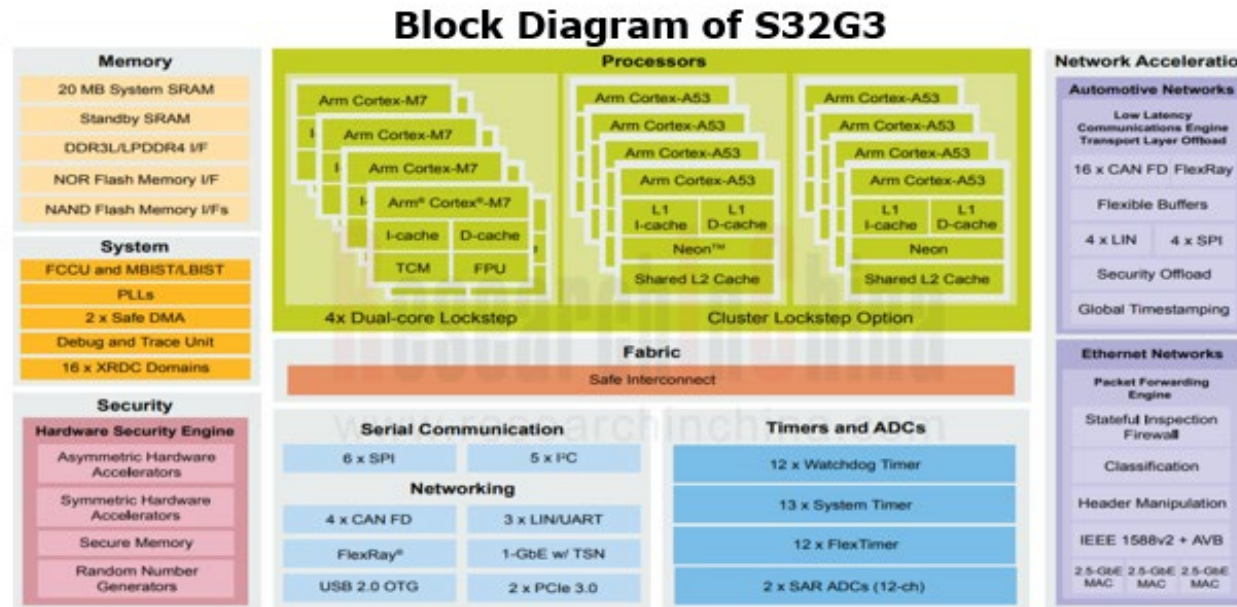 Block Diagram of S32G3
Memory
20 MB System SRAM
Standby SRAM
DDR3L/LPDDR4 I/F
NOR Flash Memory I/F
NAND Flash Memory I/Fs
System
FCCU and MBIST/LBIST
PLLs
2 x Safe DMA
Debug and Trace Unit
16 x XRDC Domains
Security
Hardware Security Engine
Asymmetric Hardware
Accelerators
Symmetric Hardware
Accelerators
Secure Memory
Random Number
Generators
Processors
Arm Cortex-M7
Arm Cortex-M7
Arm Cortex-M7
Arm® Cortex®-M7
I-cache D-cache
TCM FPU
4x Dual-core Lockstep
Arm Cortex-A53
Arm Cortex-A53
Arm Cortex-A53
Arm Cortex-A53
L1 L1
I-cache D-cache
Neon™
Shared L2 Cache
Arm Cortex-A53
Arm Cortex-A53
Arm Cortex-A53
Arm Cortex-A53
L1 L1
I-cache D-cache
Neon
Shared L2 Cache
Cluster Lockstep Option
Fabric
Safe Interconnect
ResearchInChina
www.researchinchina.com
Serial Communication
6 x SPI 5 x I²C
Networking
4 x CAN FD 3 x LIN/UART
FlexRay® 1-GbE w/ TSN
USB 2.0 OTG 2 x PCIe 3.0
Timers and ADCs
12 x Watchdog Timer
13 x System Timer
12 x FlexTimer
2 x SAR ADCs (12-ch)
Network Acceleratio
Automotive Networks
Low Latency
Communications Engine
Transport Layer Offload
16 x CAN FD FlexRay
Flexible Buffers
4 x LIN 4 x SPI
Security Offload
Global Timestamping
Ethernet Networks
Packet Forwarding
Engine
Stateful Inspection
Firewall
Classification
Header Manipulation
IEEE 1588v2 + AVB
2.5-GbE 2.5-GbE 2.5-GbE
MAC MAC MAC